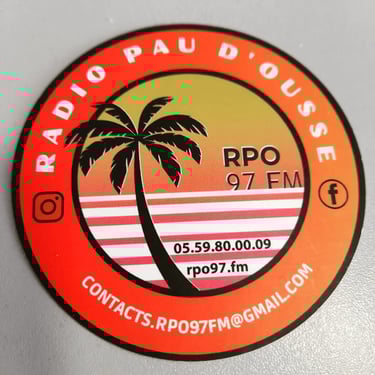 RADIO PAU D'OUSSE
RPO
97 FM
05.59.80.00.09
rpo97.fm
CONTACTS.RPO97FM@GMAIL.COM